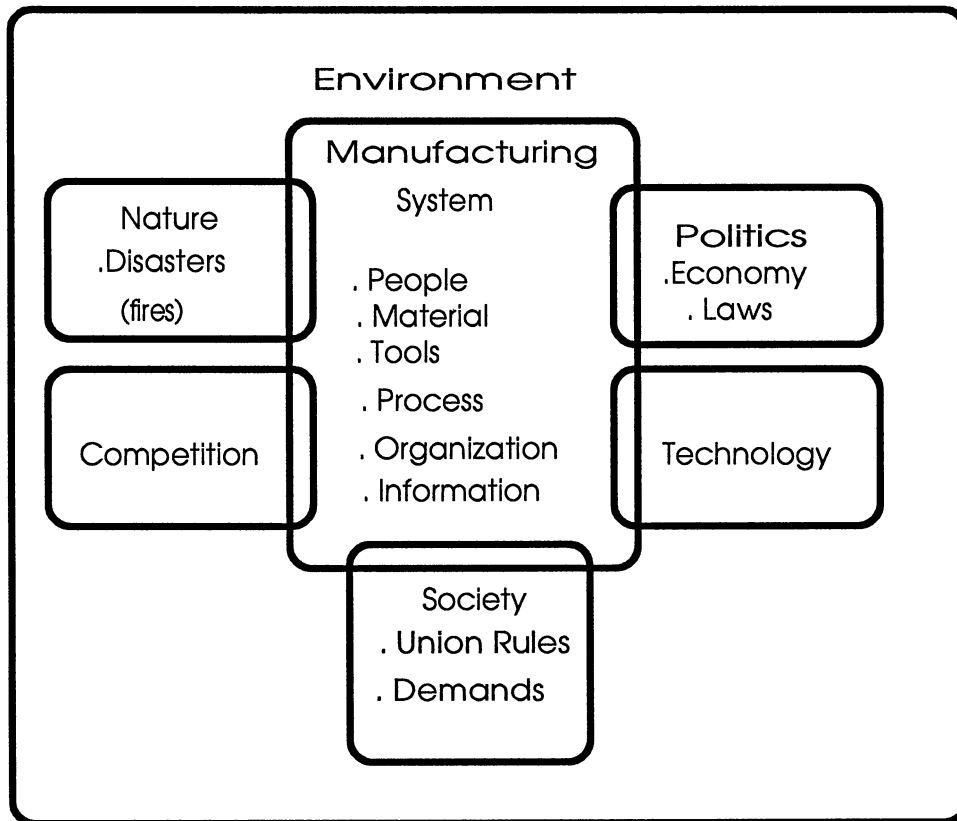 Environment
Manufacturing
System
. People
. Material
. Tools
. Process
. Organization
. Information
Nature
.Disasters
(fires)
Competition
Politics
.Economy
. Laws
Technology
Society
. Union Rules
. Demands